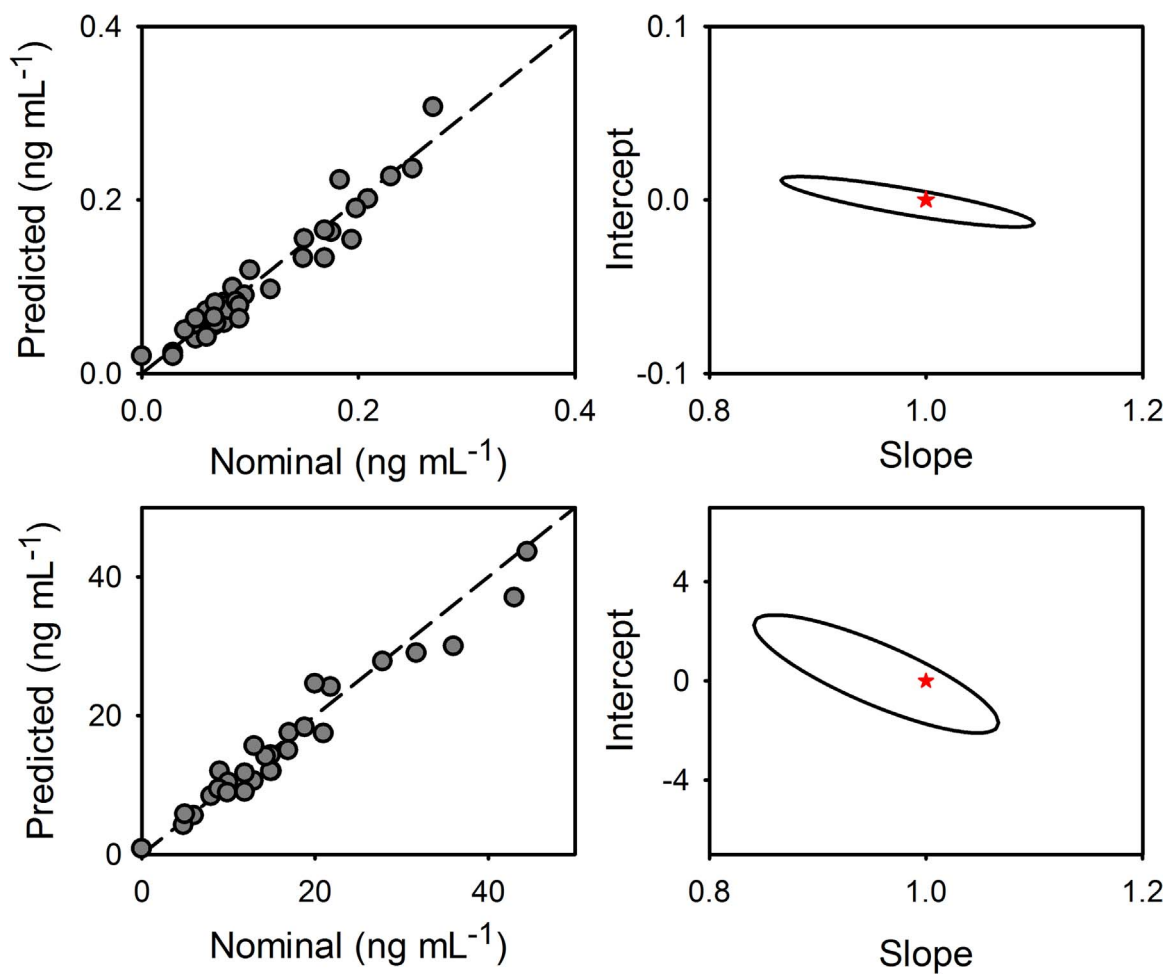 0.4
0.2
0.0
Predicted (ng mL-1)
0.0 0.2 0.4
Nominal (ng mL-1)
0.1
0.0
-0.1
Intercept
0.8 1.0 1.2
Slope
40
20
0
Predicted (ng mL-1)
0 20 40
Nominal (ng mL-1)
4
0
-4
Intercept
0.8 1.0 1.2
Slope